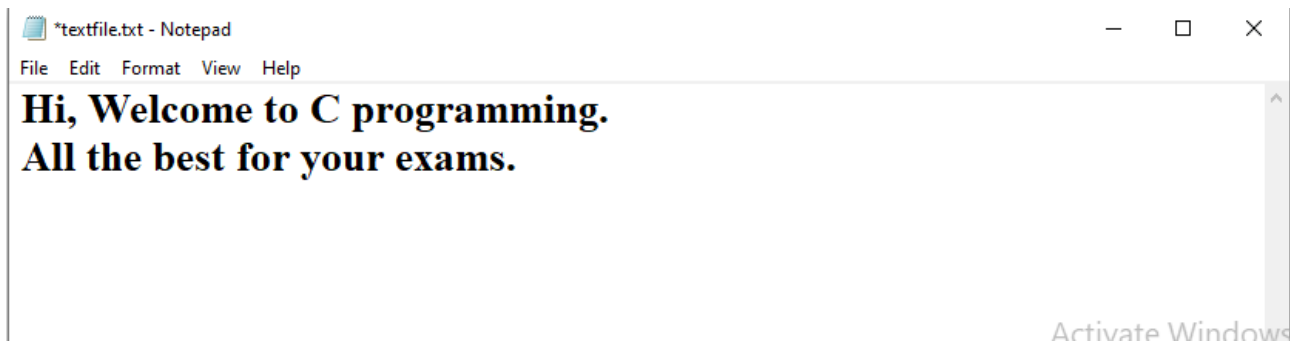 *textfile.txt - Notepad
File Edit Format View Help
Hi, Welcome to C programming.
All the best for your exams.
Activate Windows